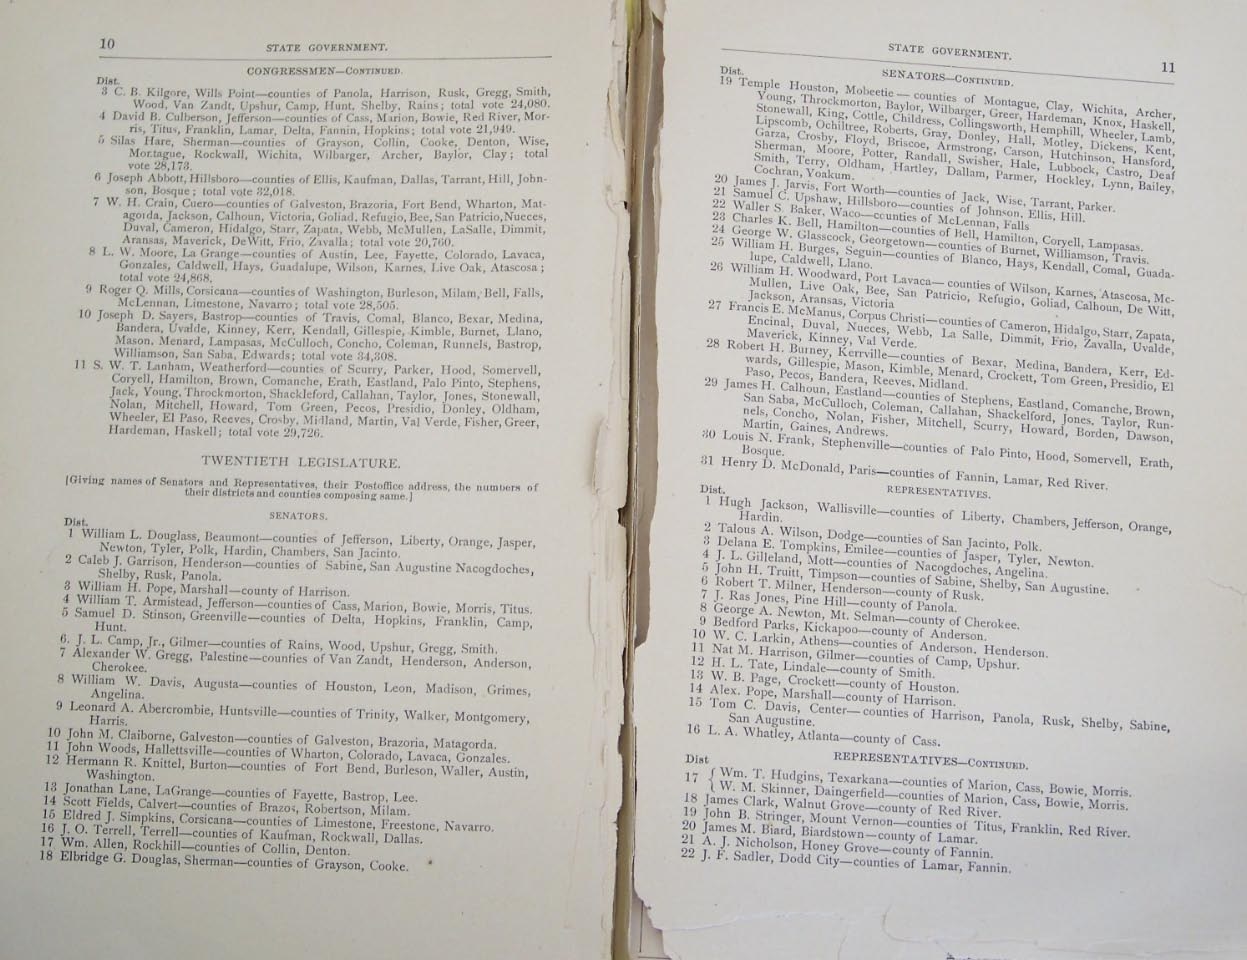 10
STATE GOVERNMENT.
CONGRESSMEN—CONTINUED.
Dist.
3 C. B. Kilgore, Wills Point—counties of Panola, Harrison, Rusk, Gregg, Smith,
Wood, Van Zandt, Upshur, Camp, Hunt, Shelby, Rains; total vote 24,080.
4 David B. Culberson, Jefferson—counties of Cass, Marion, Bowie, Red River, Mor-
ris, Titus, Franklin, Lamar, Delta, Fannin, Hopkins; total vote 21,949.
5 Silas Hare, Sherman—counties of Grayson, Collin, Cooke, Denton, Wise,
Montague, Rockwall, Wichita, Wilbarger, Archer, Baylor, Clay; total
vote 28,173.
6 Joseph Abbott, Hillsboro—counties of Ellis, Kaufman, Dallas, Tarrant, Hill, John-
son, Bosque; total vote 32,018.
7 W. H. Crain, Cuero—counties of Galveston, Brazoria, Fort Bend, Wharton, Mat-
agorda, Jackson, Calhoun, Victoria, Goliad, Refugio, Bee, San Patricio, Nueces,
Duval, Cameron, Hidalgo, Starr, Zapata, Webb, McMullen, LaSalle, Dimmit,
Aransas, Maverick, DeWitt, Frio, Zavalla; total vote 20,760.
8 L. W. Moore, La Grange—counties of Austin, Lee, Fayette, Colorado, Lavaca,
Gonzales, Caldwell, Hays, Guadalupe, Wilson, Karnes, Live Oak, Atascosa;
total vote 24,868.
9 Roger Q. Mills, Corsicana—counties of Washington, Burleson, Milam, Bell, Falls,
McLennan, Limestone, Navarro; total vote 28,505.
10 Joseph D. Sayers, Bastrop—counties of Travis, Comal, Blanco, Bexar, Medina,
Bandera, Uvalde, Kinney, Kerr, Kendall, Gillespie, Kimble, Burnet, Llano,
Mason, Menard, Lampasas, McCulloch, Concho, Coleman, Runnels, Bastrop,
Williamson, San Saba, Edwards; total vote 34,308.
11 S. W. T. Lanham, Weatherford—counties of Scurry, Parker, Hood, Somervell,
Coryell, Hamilton, Brown, Comanche, Erath, Eastland, Palo Pinto, Stephens,
Jack, Young, Throckmorton, Shackleford, Callahan, Taylor, Jones, Stonewall,
Nolan, Mitchell, Howard, Tom Green, Pecos, Presidio, Donley, Oldham,
Wheeler, El Paso, Reeves, Crosby, Midland, Martin, Val Verde, Fisher, Greer,
Hardeman, Haskell; total vote 29,726.
TWENTIETH LEGISLATURE.
[Giving names of Senators and Representatives, their Postoffice address, the numbers of
their districts and counties composing same.]
SENATORS.
Dist.
1 William L. Douglass, Beaumont—counties of Jefferson, Liberty, Orange, Jasper,
Newton, Tyler, Polk, Hardin, Chambers, San Jacinto.
2 Caleb J. Garrison, Henderson—counties of Sabine, San Augustine Nacogdoches,
Shelby, Rusk, Panola.
3 William H. Pope, Marshall—county of Harrison.
4 William T. Armistead, Jefferson—counties of Cass, Marion, Bowie, Morris, Titus.
5 Samuel D. Stinson, Greenville—counties of Delta, Hopkins, Franklin, Camp,
Hunt.
6. J. L. Camp, Jr., Gilmer—counties of Rains, Wood, Upshur, Gregg, Smith.
7 Alexander W. Gregg, Palestine—counties of Van Zandt, Henderson, Anderson,
Cherokee.
8 William W. Davis, Augusta—counties of Houston, Leon, Madison, Grimes,
Angelina.
9 Leonard A. Abercrombie, Huntsville—counties of Trinity, Walker, Montgomery,
Harris.
10 John M. Claiborne, Galveston—counties of Galveston, Brazoria, Matagorda.
11 John Woods, Hallettsville—counties of Wharton, Colorado, Lavaca, Gonzales.
12 Hermann R. Knittel, Burton—counties of Fort Bend, Burleson, Waller, Austin,
Washington.
13 Jonathan Lane, LaGrange—counties of Fayette, Bastrop, Lee.
14 Scott Fields, Calvert—counties of Brazos, Robertson, Milam.
15 Eldred J. Simpkins, Corsicana—counties of Limestone, Freestone, Navarro.
16 J. O. Terrell, Terrell—counties of Kaufman, Rockwall, Dallas.
17 Wm. Allen, Rockhill—counties of Collin, Denton.
18 Elbridge G. Douglas, Sherman—counties of Grayson, Cooke.
STATE GOVERNMENT.
11
SENATORS—CONTINUED.
Dist.
19 Temple Houston, Mobeetie—counties of Montague, Clay, Wichita, Archer,
Young, Throckmorton, Baylor, Wilbarger, Greer, Hardeman, Knox, Haskell,
Stonewall, King, Cottle, Childress, Collingsworth, Hemphill, Wheeler, Lamb,
Lipscomb, Ochiltree, Roberts, Gray, Donley, Hall, Motley, Dickens, Kent,
Garza, Crosby, Floyd, Briscoe, Armstrong, Carson, Hutchinson, Hansford,
Sherman, Moore, Potter, Randall, Swisher, Hale, Lubbock, Castro, Deaf
Smith, Terry, Oldham, Hartley, Dallam, Parmer, Hockley, Lynn, Bailey,
Cochran, Yoakum.
20 James J. Jarvis, Fort Worth—counties of Jack, Wise, Tarrant, Parker.
21 Samuel C. Upshaw, Hillsboro—counties of Johnson, Ellis, Hill.
22 Waller S. Baker, Waco—counties of McLennan, Falls
23 Charles K. Bell, Hamilton—counties of Bell, Hamilton, Coryell, Lampasas.
24 George W. Glasscock, Georgetown—counties of Burnet, Williamson, Travis.
25 William H. Burges, Seguin—counties of Blanco, Hays, Kendall, Comal, Guada-
lupe, Caldwell, Llano.
26 William H. Woodward, Port Lavaca—counties of Wilson, Karnes, Atascosa, Mc-
Mullen, Live Oak, Bee, San Patricio, Refugio, Goliad, Calhoun, De Witt,
Jackson, Aransas, Victoria
27 Francis E. McManus, Corpus Christi—counties of Cameron, Hidalgo, Starr, Zapata,
Encinal, Duval, Nueces, Webb, La Salle, Dimmit, Frio, Zavalla, Uvalde,
Maverick, Kinney, Val Verde.
28 Robert H. Burney, Kerrville—counties of Bexar, Medina, Bandera, Kerr, Ed-
wards, Gillespie, Mason, Kimble, Menard, Crockett, Tom Green, Presidio, El
Paso, Pecos, Bandera, Reeves, Midland.
29 James H. Calhoun, Eastland—counties of Stephens, Eastland, Comanche, Brown,
San Saba, McCulloch, Coleman, Callahan, Shackelford, Jones, Taylor, Run-
nels, Concho, Nolan, Fisher, Mitchell, Scurry, Howard, Borden, Dawson,
Martin, Gaines, Andrews.
30 Louis N. Frank, Stephenville—counties of Palo Pinto, Hood, Somervell, Erath,
Bosque.
31 Henry D. McDonald, Paris—counties of Fannin, Lamar, Red River.
REPRESENTATIVES.
Dist.
1 Hugh Jackson, Wallisville—counties of Liberty, Chambers, Jefferson, Orange,
Hardin.
2 Talous A. Wilson, Dodge—counties of San Jacinto, Polk.
3 Delana E. Tompkins, Emilee—counties of Jasper, Tyler, Newton.
4 J. L. Gilleland, Mott—counties of Nacogdoches, Angelina.
5 John H. Truitt, Timpson—counties of Sabine, Shelby, San Augustine.
6 Robert T. Milner, Henderson—county of Rusk.
7 J. Ras Jones, Pine Hill—county of Panola.
8 George A. Newton, Mt. Selman—county of Cherokee.
9 Bedford Parks, Kickapoo—county of Anderson.
10 W. C. Larkin, Athens—counties of Anderson, Henderson.
11 Nat M. Harrison, Gilmer—counties of Camp, Upshur.
12 H. L. Tate, Lindale—county of Smith.
13 W. B. Page, Crockett—county of Houston.
14 Alex. Pope, Marshall—county of Harrison.
15 Tom C. Davis, Center—counties of Harrison, Panola, Rusk, Shelby, Sabine,
San Augustine.
16 L. A. Whatley, Atlanta—county of Cass.
REPRESENTATIVES—CONTINUED.
Dist
17 { Wm. T. Hudgins, Texarkana—counties of Marion, Cass, Bowie, Morris.
W. M. Skinner, Daingerfield—counties of Marion, Cass, Bowie, Morris.
18 James Clark, Walnut Grove—county of Red River.
19 John B. Stringer, Mount Vernon—counties of Titus, Franklin, Red River.
20 James M. Biard, Biardstown—county of Lamar.
21 A. J. Nicholson, Honey Grove—county of Fannin.
22 J. F. Sadler, Dodd City—counties of Lamar, Fannin.